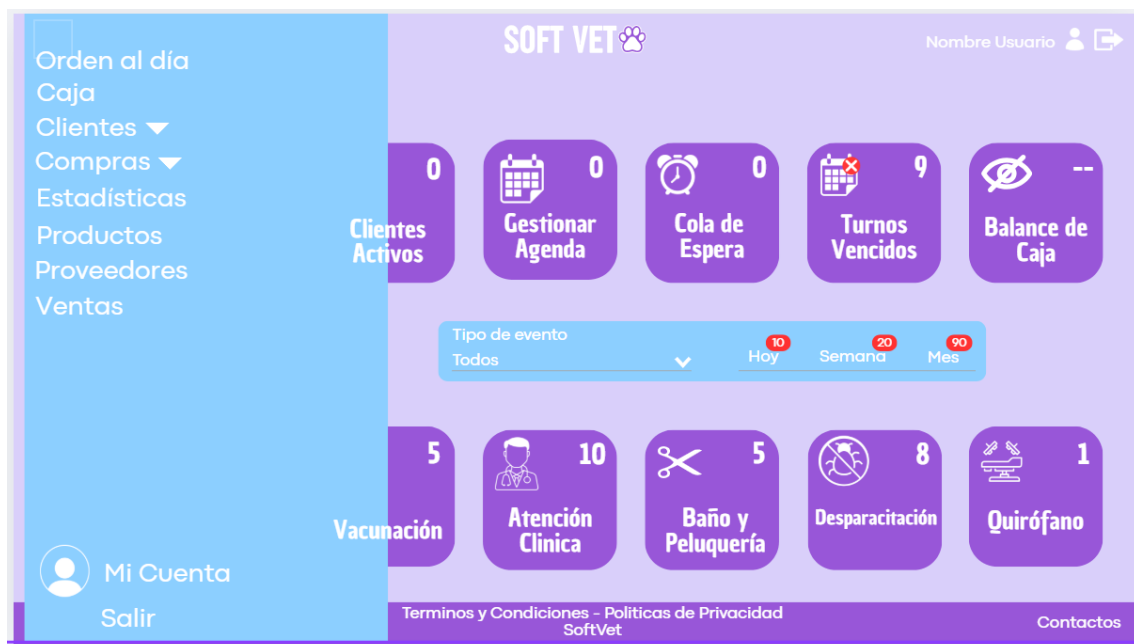 SOFT VET
Nombre Usuario
Orden al día
Caja
Clientes
Compras
Estadísticas
Productos
Proveedores
Ventas
Mi Cuenta
Salir
0
Clientes
Activos
0
Gestionar
Agenda
0
Cola de
Espera
9
Turnos
Vencidos
--
Balance de
Caja
Tipo de evento
Todos
Hoy
10
Semana
20
Mes
90
5
Vacunación
10
Atención
Clinica
5
Baño y
Peluquería
8
Desparacitación
1
Quirófano
Terminos y Condiciones - Politicas de Privacidad
SoftVet
Contactos